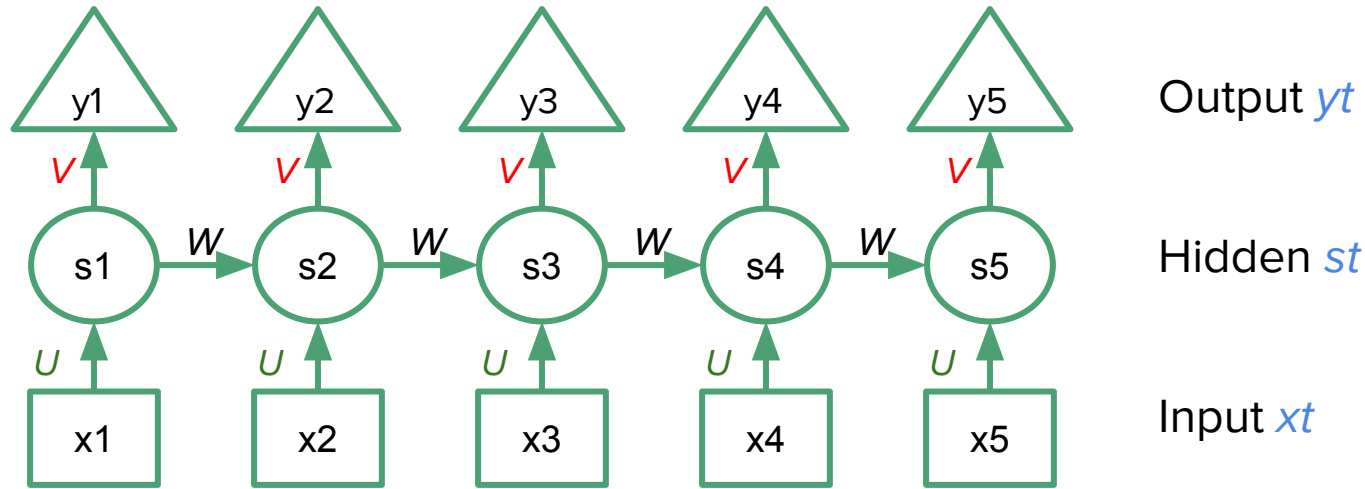 y1 y2 y3 y4 y5 Output yt
V V V V V
W W W W
s1 s2 s3 s4 s5 Hidden st
U U U U U
x1 x2 x3 x4 x5 Input xt